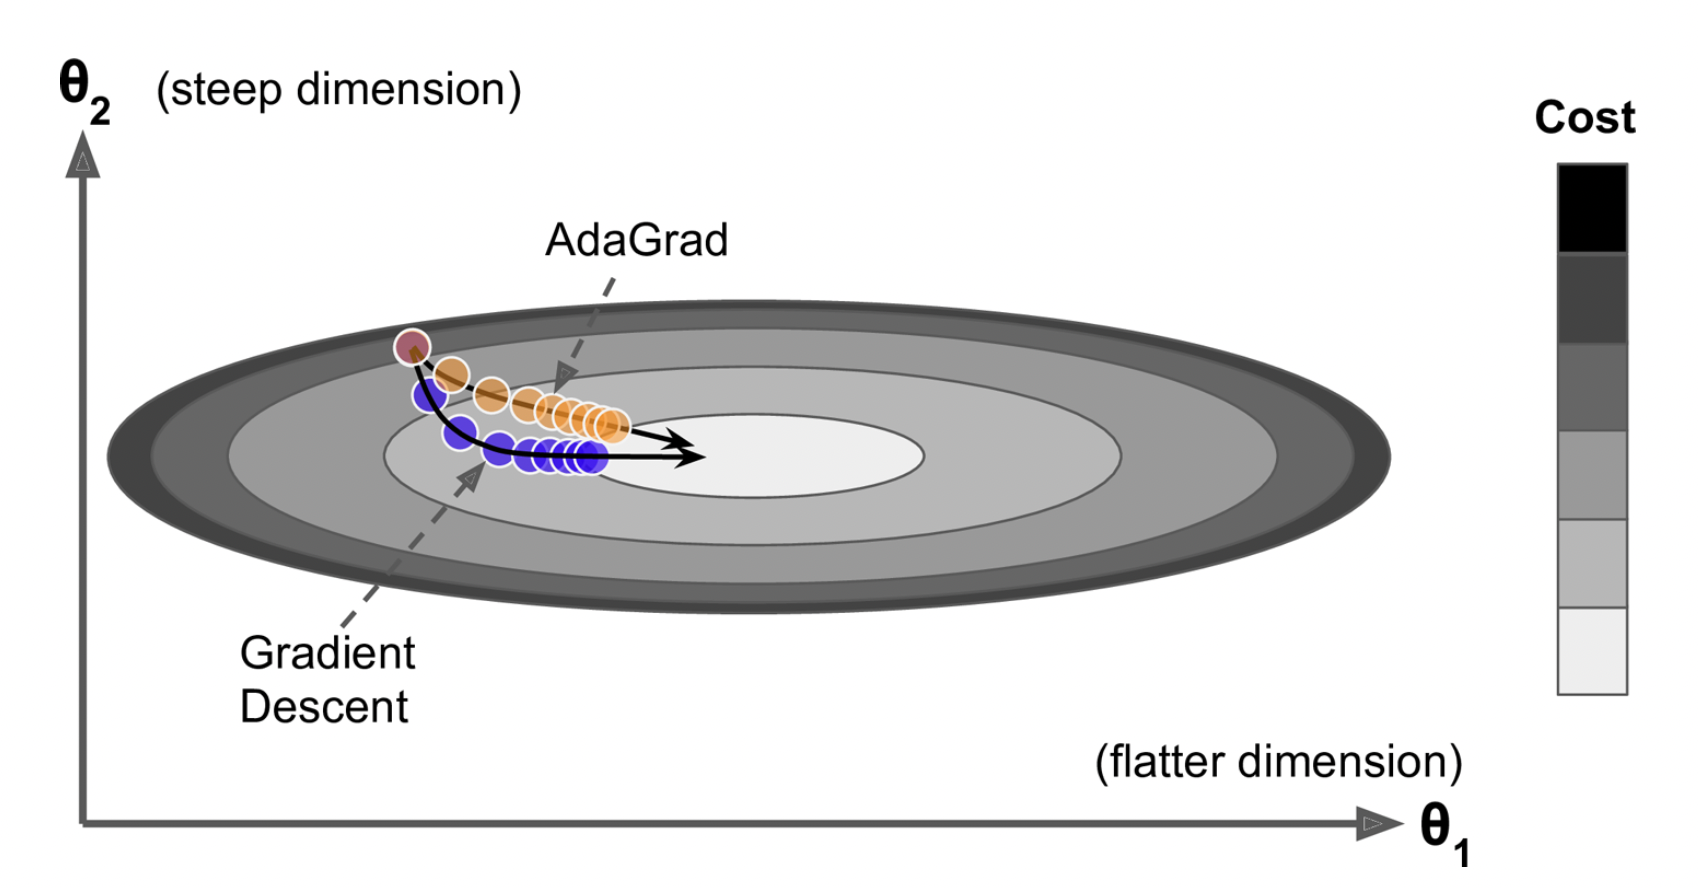 θ2 (steep dimension)
Cost
AdaGrad
Gradient
Descent
(flatter dimension)
θ1